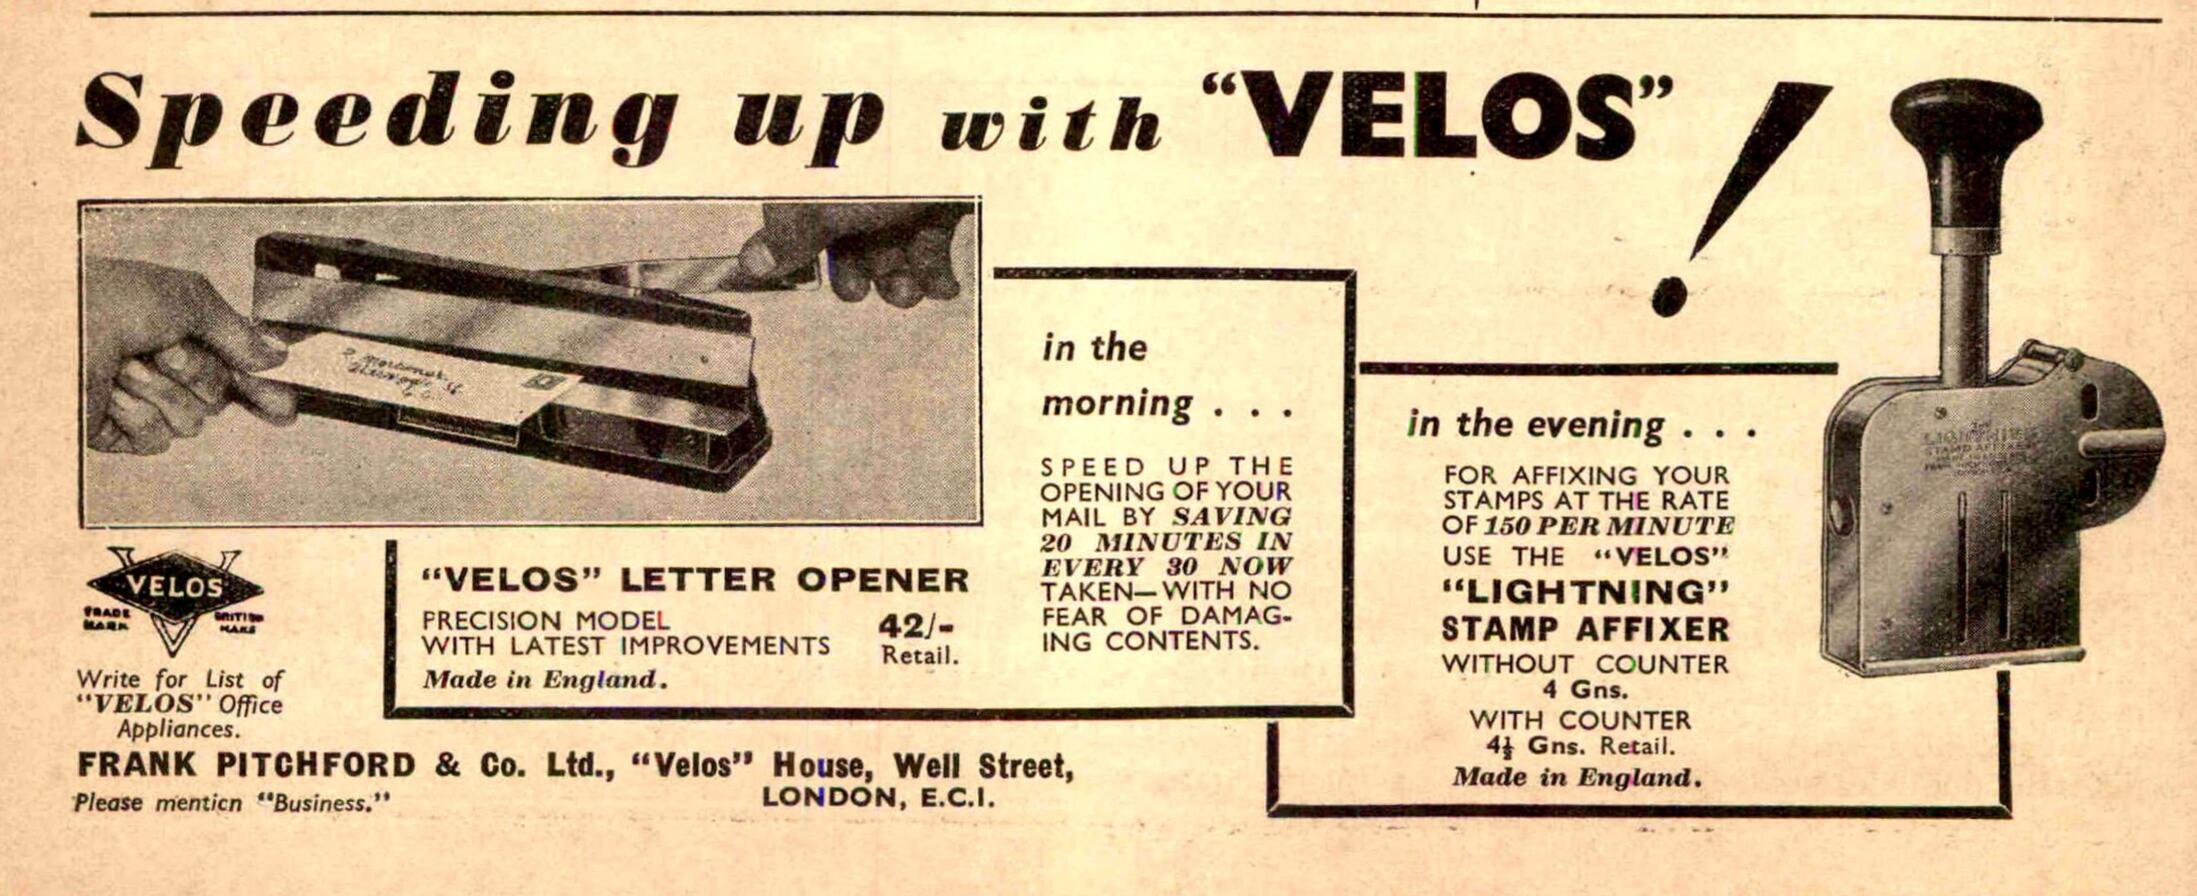 Speeding up with "VELOS"!
in the
morning . . .
SPEED UP THE
OPENING OF YOUR
MAIL BY SAVING
20 MINUTES IN
EVERY 30 NOW
TAKEN—WITH NO
FEAR OF DAMAG-
ING CONTENTS.
"VELOS" LETTER OPENER
PRECISION MODEL
WITH LATEST IMPROVEMENTS
42/-
Retail.
Made in England.
in the evening . . .
FOR AFFIXING YOUR
STAMPS AT THE RATE
OF 150 PER MINUTE
USE THE "VELOS"
"LIGHTNING"
STAMP AFFIXER
WITHOUT COUNTER
4 Gns.
WITH COUNTER
4½ Gns. Retail.
Made in England.
LIGHTNING
STAMP AFFIXER
VELOS
TRADE
MARK
BRITISH
MAKE
Write for List of
"VELOS" Office
Appliances.
FRANK PITCHFORD & Co. Ltd., "Velos" House, Well Street,
LONDON, E.C.1.
Please mention "Business."